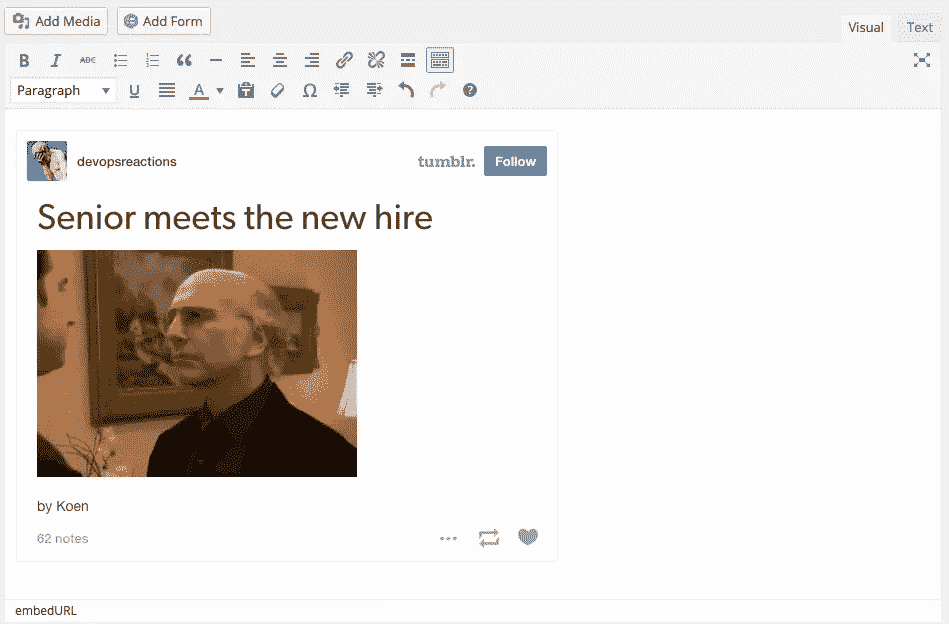 Add Media Add Form
Visual Text
B I ABC
Paragraph U A Ω ?
devopsreactions tumblr. Follow
Senior meets the new hire
by Koen
62 notes
embedURL